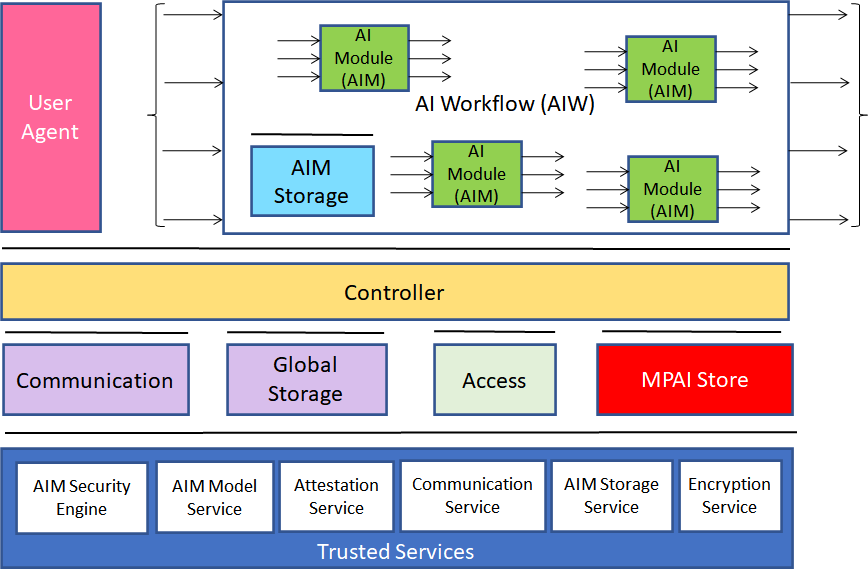 User
Agent
AI
Module
(AIM)
AI
Module
(AIM)
AI Workflow (AIW)
AIM
Storage
AI
Module
(AIM)
AI
Module
(AIM)
Controller
Communication
Global
Storage
Access
MPAI Store
AIM Security
Engine
AIM Model
Service
Attestation
Service
Communication
Service
AIM Storage
Service
Encryption
Service
Trusted Services